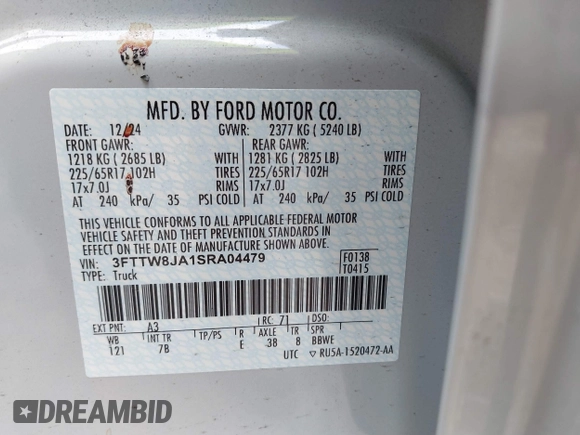 MFD. BY FORD MOTOR CO.
DATE: 12/24 GVWR: 2377 KG ( 5240 LB)
FRONT GAWR: REAR GAWR:
1218 KG ( 2685 LB) WITH 1281 KG ( 2825 LB) WITH
225/65R17 102H TIRES 225/65R17 102H TIRES
17x7.0J RIMS 17x7.0J RIMS
AT 240 kPa/ 35 PSI COLD AT 240 kPa/ 35 PSI COLD
THIS VEHICLE CONFORMS TO ALL APPLICABLE FEDERAL MOTOR
VEHICLE SAFETY AND THEFT PREVENTION STANDARDS IN
EFFECT ON THE DATE OF MANUFACTURE SHOWN ABOVE.
VIN: 3FTTW8JA1SRA04479 F0138
TYPE: Truck T0415
EXT PNT: A3 RC: 71 DSO:
WB INT TR TP/PS R AXLE TR SPR
121 7B E 38 8 BBWE
UTC ▽ RU5A-1520472-AA
DREAMBID